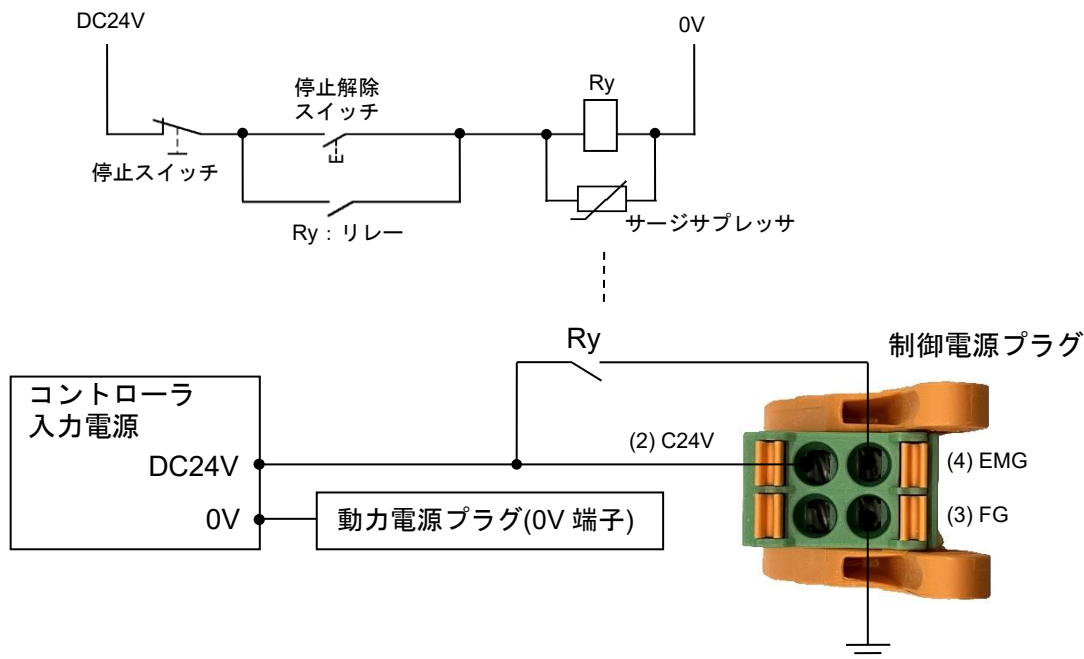 DC24V
0V
停止解除
スイッチ
Ry
停止スイッチ
Ry：リレー
サージサプレッサ
Ry
制御電源プラグ
コントローラ
入力電源
(2) C24V
DC24V
(4) EMG
0V
動力電源プラグ(0V 端子)
(3) FG